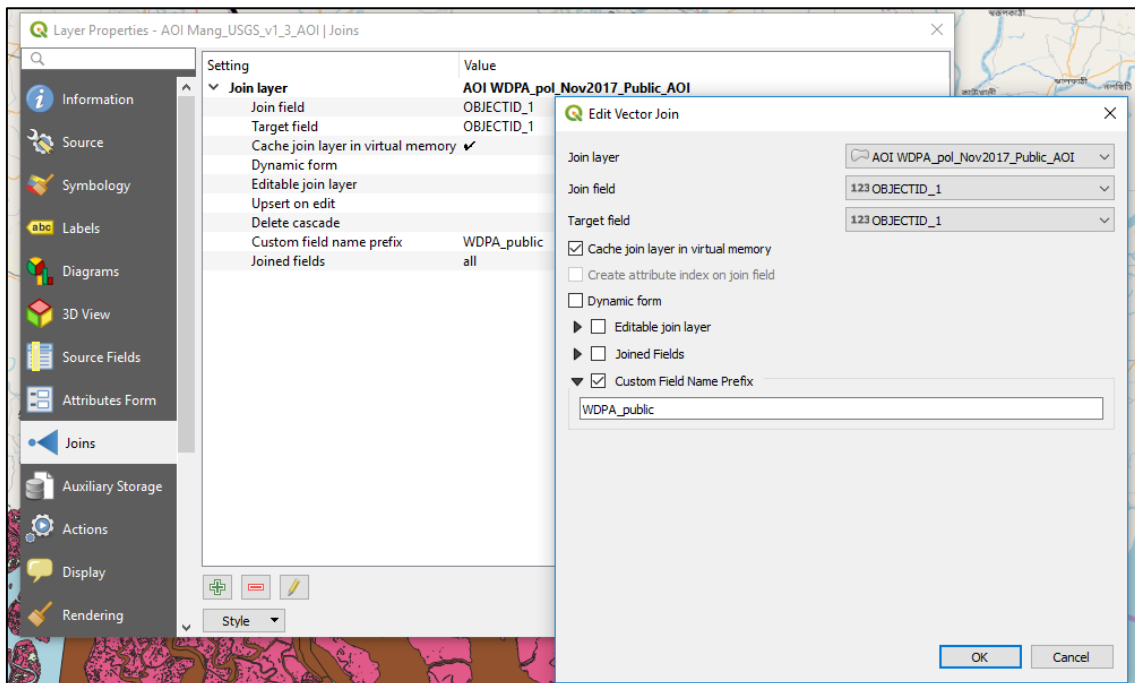 Layer Properties - AOI Mang_USGS_v1_3_AOI | Joins
Information
Source
Symbology
abc Labels
Diagrams
3D View
Source Fields
Attributes Form
Joins
Auxiliary Storage
Actions
Display
Rendering
Setting Value
Join layer AOI WDPA_pol_Nov2017_Public_AOI
Join field OBJECTID_1
Target field OBJECTID_1
Cache join layer in virtual memory ✔
Dynamic form
Editable join layer
Upsert on edit
Delete cascade
Custom field name prefix WDPA_public
Joined fields all
Style
Edit Vector Join
Join layer AOI WDPA_pol_Nov2017_Public_AOI
Join field 123 OBJECTID_1
Target field 123 OBJECTID_1
Cache join layer in virtual memory
Create attribute index on join field
Dynamic form
Editable join layer
Joined Fields
Custom Field Name Prefix
WDPA_public
OK Cancel